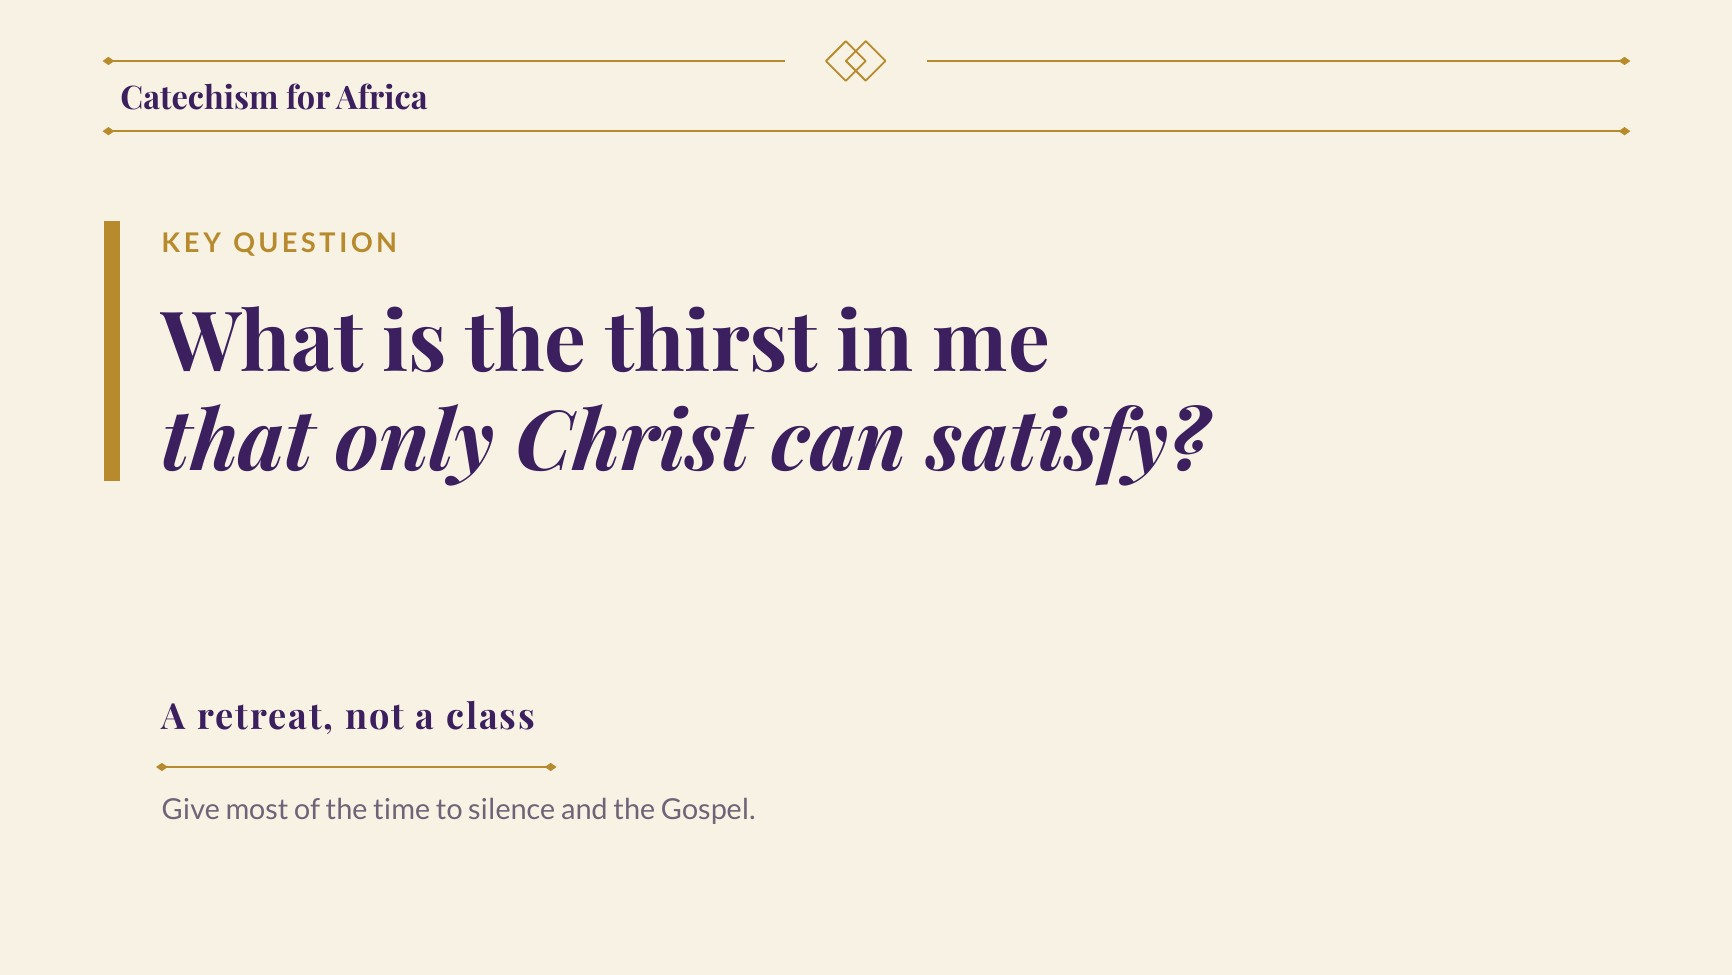 Catechism for Africa
KEY QUESTION
What is the thirst in me
that only Christ can satisfy?
A retreat, not a class
Give most of the time to silence and the Gospel.